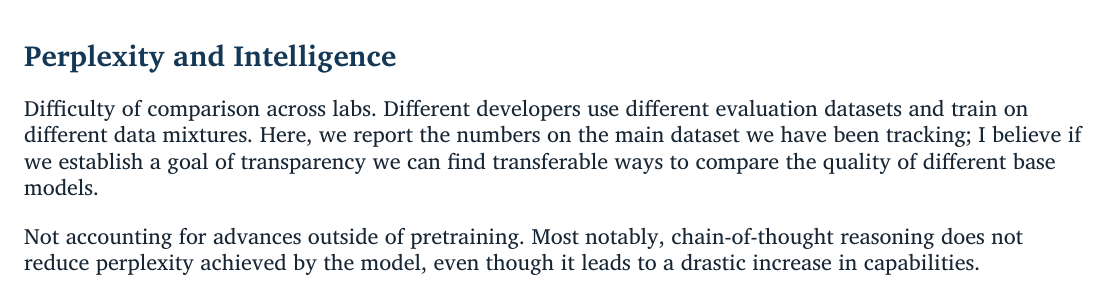 Perplexity and Intelligence
Difficulty of comparison across labs. Different developers use different evaluation datasets and train on
different data mixtures. Here, we report the numbers on the main dataset we have been tracking; I believe if
we establish a goal of transparency we can find transferable ways to compare the quality of different base
models.
Not accounting for advances outside of pretraining. Most notably, chain-of-thought reasoning does not
reduce perplexity achieved by the model, even though it leads to a drastic increase in capabilities.